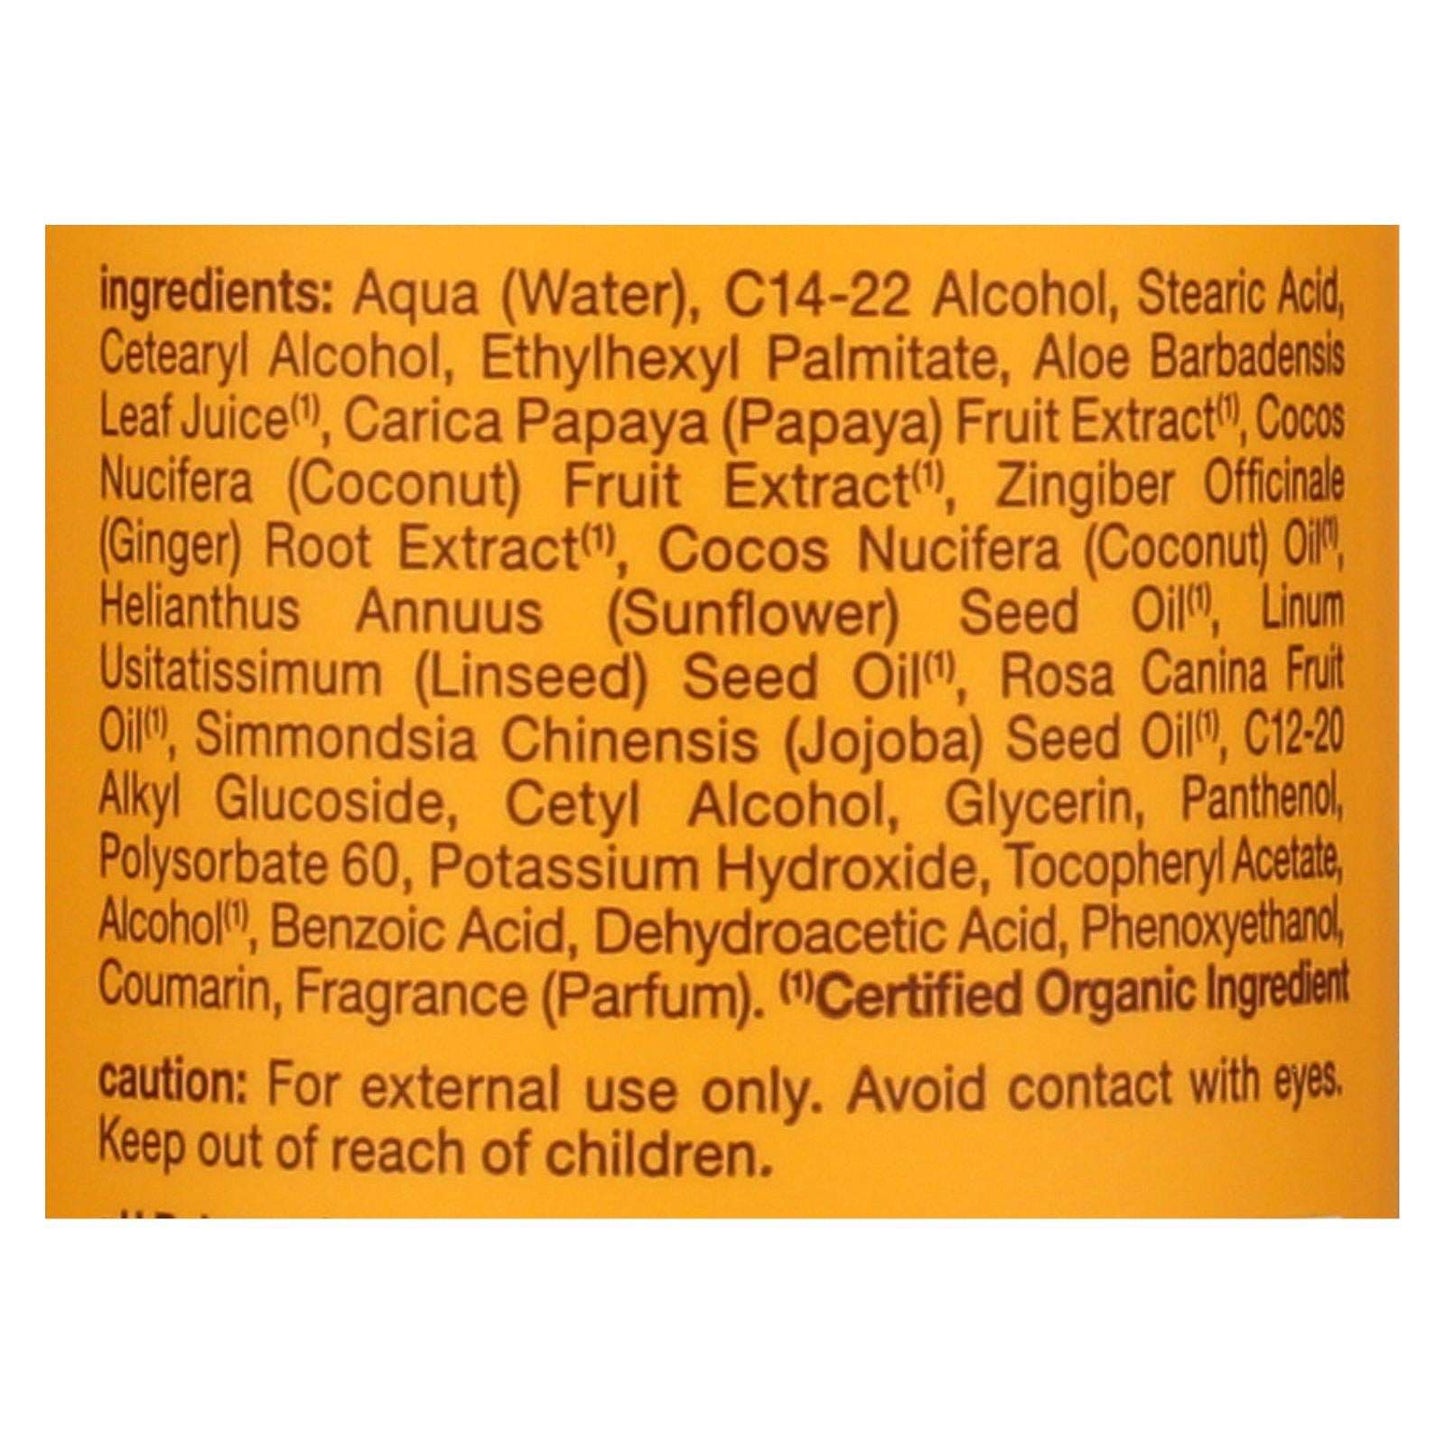 ingredients: Aqua (Water), C14-22 Alcohol, Stearic Acid,
Cetearyl Alcohol, Ethylhexyl Palmitate, Aloe Barbadensis
Leaf Juice(1), Carica Papaya (Papaya) Fruit Extract(1), Cocos
Nucifera (Coconut) Fruit Extract(1), Zingiber Officinale
(Ginger) Root Extract(1), Cocos Nucifera (Coconut) Oil(1),
Helianthus Annuus (Sunflower) Seed Oil(1), Linum
Usitatissimum (Linseed) Seed Oil(1), Rosa Canina Fruit
Oil(1), Simmondsia Chinensis (Jojoba) Seed Oil(1), C12-20
Alkyl Glucoside, Cetyl Alcohol, Glycerin, Panthenol,
Polysorbate 60, Potassium Hydroxide, Tocopheryl Acetate,
Alcohol(1), Benzoic Acid, Dehydroacetic Acid, Phenoxyethanol,
Coumarin, Fragrance (Parfum). (1)Certified Organic Ingredient
caution: For external use only. Avoid contact with eyes.
Keep out of reach of children.